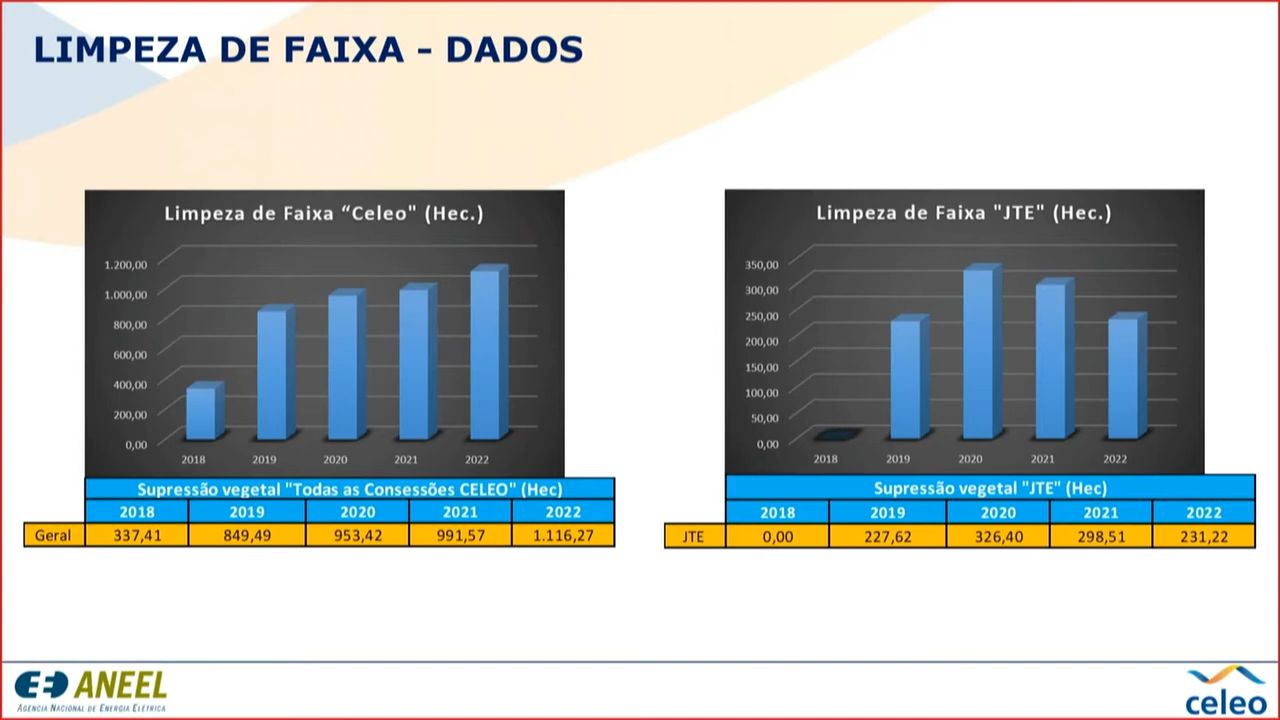 LIMPEZA DE FAIXA - DADOS
Limpeza de Faixa “Celeo" (Hec.)
1.200,00
1.000,00
800,00
600,00
400,00
200,00
0,00
2018 2019 2020 2021 2022
Supressão vegetal "Todas as Consessões CELEO" (Hec)
2018 2019 2020 2021 2022
Geral 337,41 849,49 953,42 991,57 1.116,27
Limpeza de Faixa "JTE" (Hec.)
350,00
300,00
250,00
200,00
150,00
100,00
50,00
0,00
2018 2019 2020 2021 2022
Supressão vegetal "JTE" (Hec)
2018 2019 2020 2021 2022
JTE 0,00 227,62 326,40 298,51 231,22
ANEEL
AGÊNCIA NACIONAL DE ENERGIA ELÉTRICA
celeo